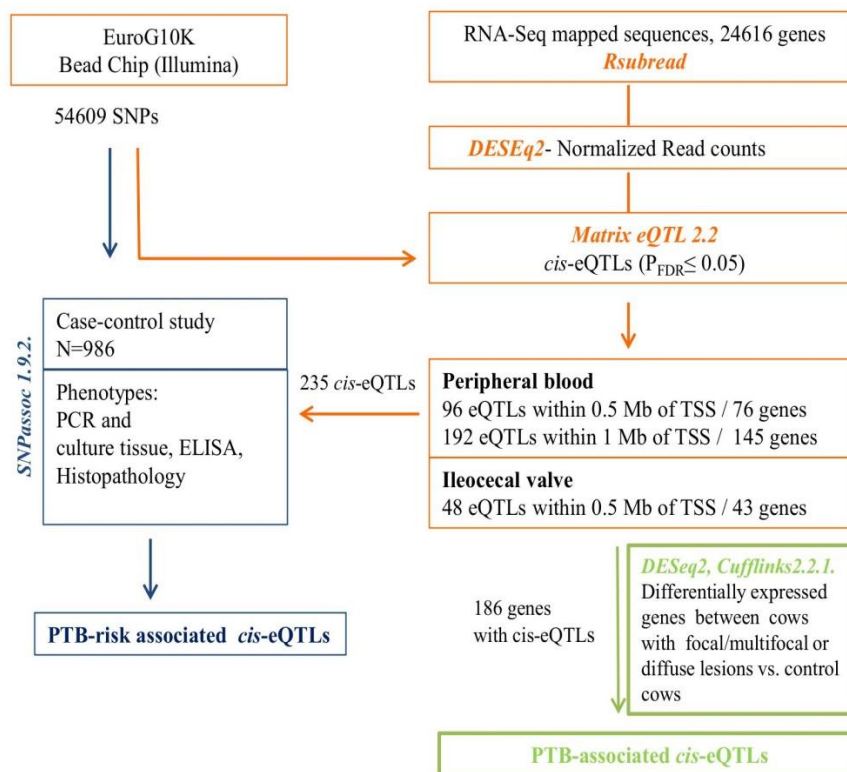 EuroG10K
Bead Chip (Illumina)
54609 SNPs
RNA-Seq mapped sequences, 24616 genes
Rsubread
DESEq2- Normalized Read counts
Matrix eQTL 2.2
cis-eQTLs (PFDR≤ 0.05)
SNPassoc 1.9.2.
Case-control study
N=986
Phenotypes:
PCR and
culture tissue, ELISA,
Histopathology
235 cis-eQTLs
Peripheral blood
96 eQTLs within 0.5 Mb of TSS / 76 genes
192 eQTLs within 1 Mb of TSS / 145 genes
Ileocecal valve
48 eQTLs within 0.5 Mb of TSS / 43 genes
PTB-risk associated cis-eQTLs
186 genes
with cis-eQTLs
DESeq2, Cufflinks2.2.1.
Differentially expressed
genes between cows
with focal/multifocal or
diffuse lesions vs. control
cows
PTB-associated cis-eQTLs